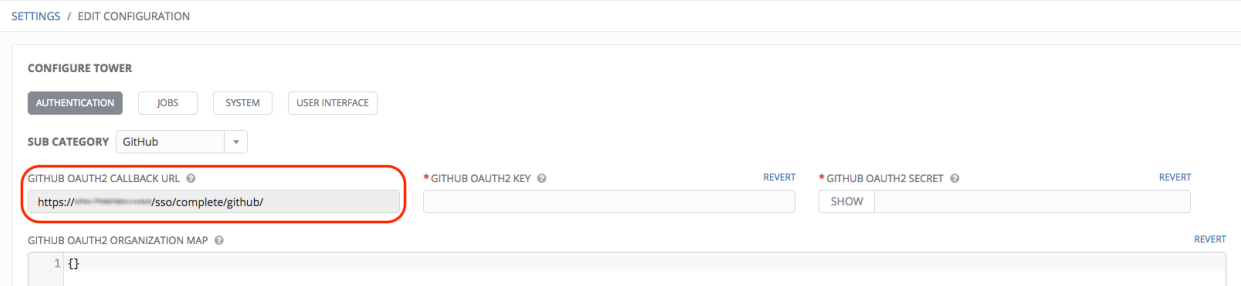 SETTINGS / EDIT CONFIGURATION
CONFIGURE TOWER
AUTHENTICATION JOBS SYSTEM USER INTERFACE
SUB CATEGORY GitHub
GITHUB OAUTH2 CALLBACK URL ? * GITHUB OAUTH2 KEY ? REVERT * GITHUB OAUTH2 SECRET ? REVERT
https:// /sso/complete/github/ SHOW
GITHUB OAUTH2 ORGANIZATION MAP ? REVERT
1 {}